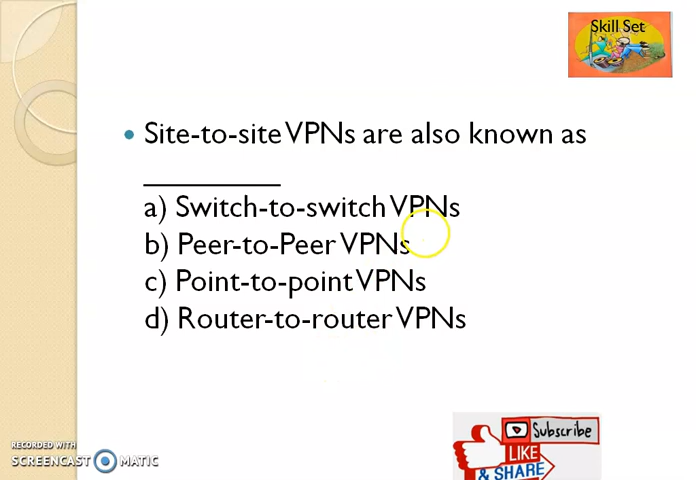 Skill Set
Site-to-site VPNs are also known as
________
a) Switch-to-switch VPNs
b) Peer-to-Peer VPNs
c) Point-to-point VPNs
d) Router-to-router VPNs
Subscribe
LIKE
& SHARE
RECORDED WITH
SCREENCAST MATIC